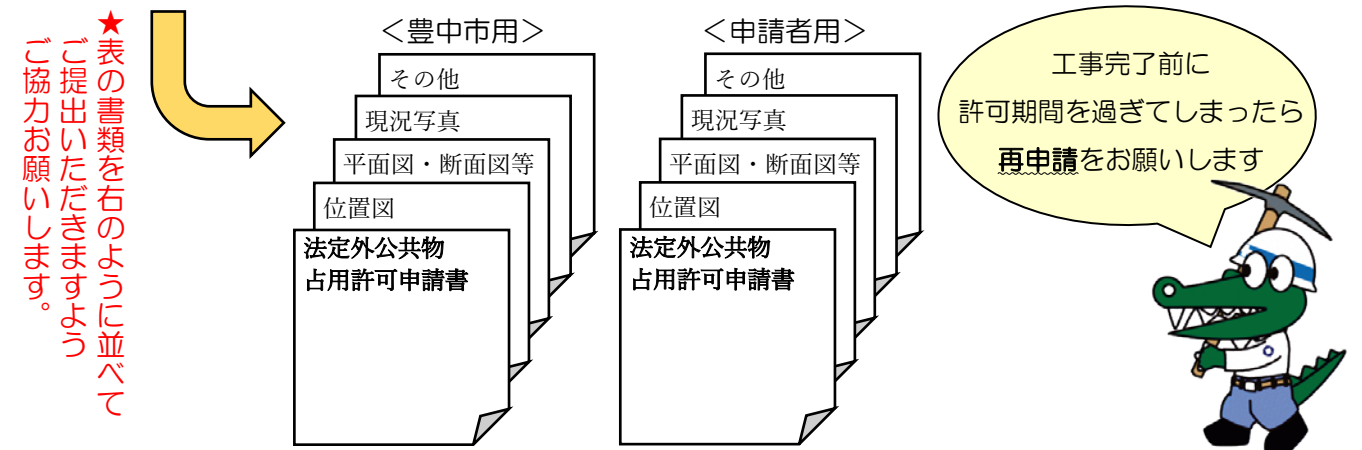 ★表の書類を右のように並べて
ご提出いただきますよう
ご協力お願いします。
＜豊中市用＞
その他
現況写真
平面図・断面図等
位置図
法定外公共物
占用許可申請書
＜申請者用＞
その他
現況写真
平面図・断面図等
位置図
法定外公共物
占用許可申請書
工事完了前に
許可期間を過ぎてしまったら
再申請をお願いします